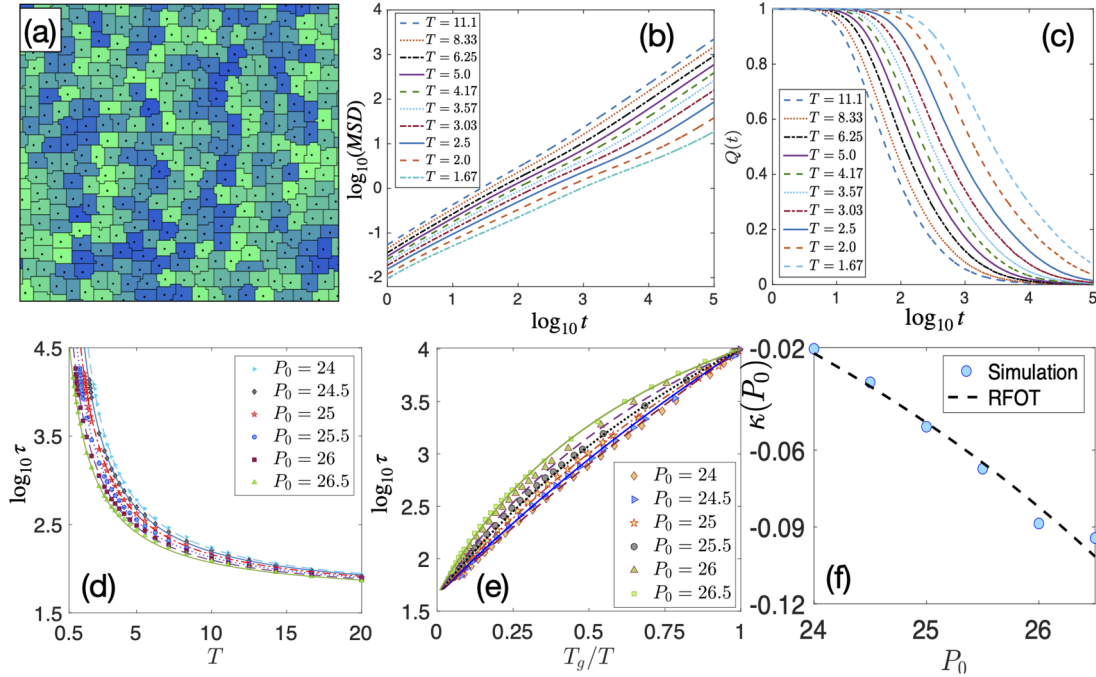 (a)
(b)
T = 11.1
T = 8.33
T = 6.25
T = 5.0
T = 4.17
T = 3.57
T = 3.03
T = 2.5
T = 2.0
T = 1.67
log₁₀(MSD)
4
3
2
1
0
-1
-2
0 1 2 3 4 5
log₁₀ t
(c)
T = 11.1
T = 8.33
T = 6.25
T = 5.0
T = 4.17
T = 3.57
T = 3.03
T = 2.5
T = 2.0
T = 1.67
Q(t)
1
0.8
0.6
0.4
0.2
0
0 1 2 3 4 5
log₁₀ t
(d)
P₀ = 24
P₀ = 24.5
P₀ = 25
P₀ = 25.5
P₀ = 26
P₀ = 26.5
log₁₀ τ
4.5
3.5
2.5
1.5
0.5 5 10 15 20
T
(e)
P₀ = 24
P₀ = 24.5
P₀ = 25
P₀ = 25.5
P₀ = 26
P₀ = 26.5
log₁₀ τ
4
3.5
3
2.5
2
1.5
0 0.25 0.5 0.75 1
T_g/T
(f)
Simulation
RFOT
κ(P₀)
-0.02
-0.06
-0.09
-0.12
24 25 26
P₀